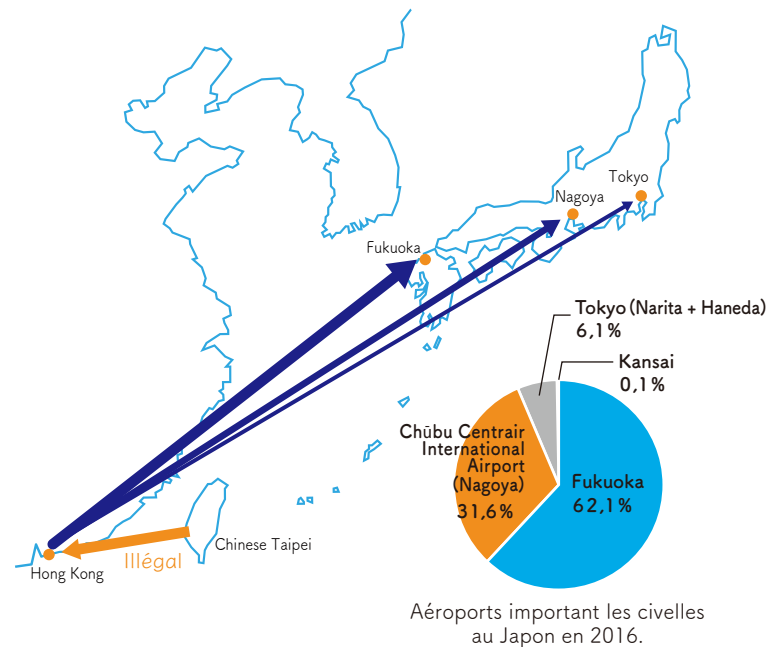 Tokyo
Nagoya
Fukuoka
Tokyo (Narita + Haneda)
6,1%
Kansai
0,1%
Chūbu Centrair
International
Airport
(Nagoya)
31,6%
Fukuoka
62,1%
Chinese Taipei
Illégal
Hong Kong
Aéroports important les civelles
au Japon en 2016.